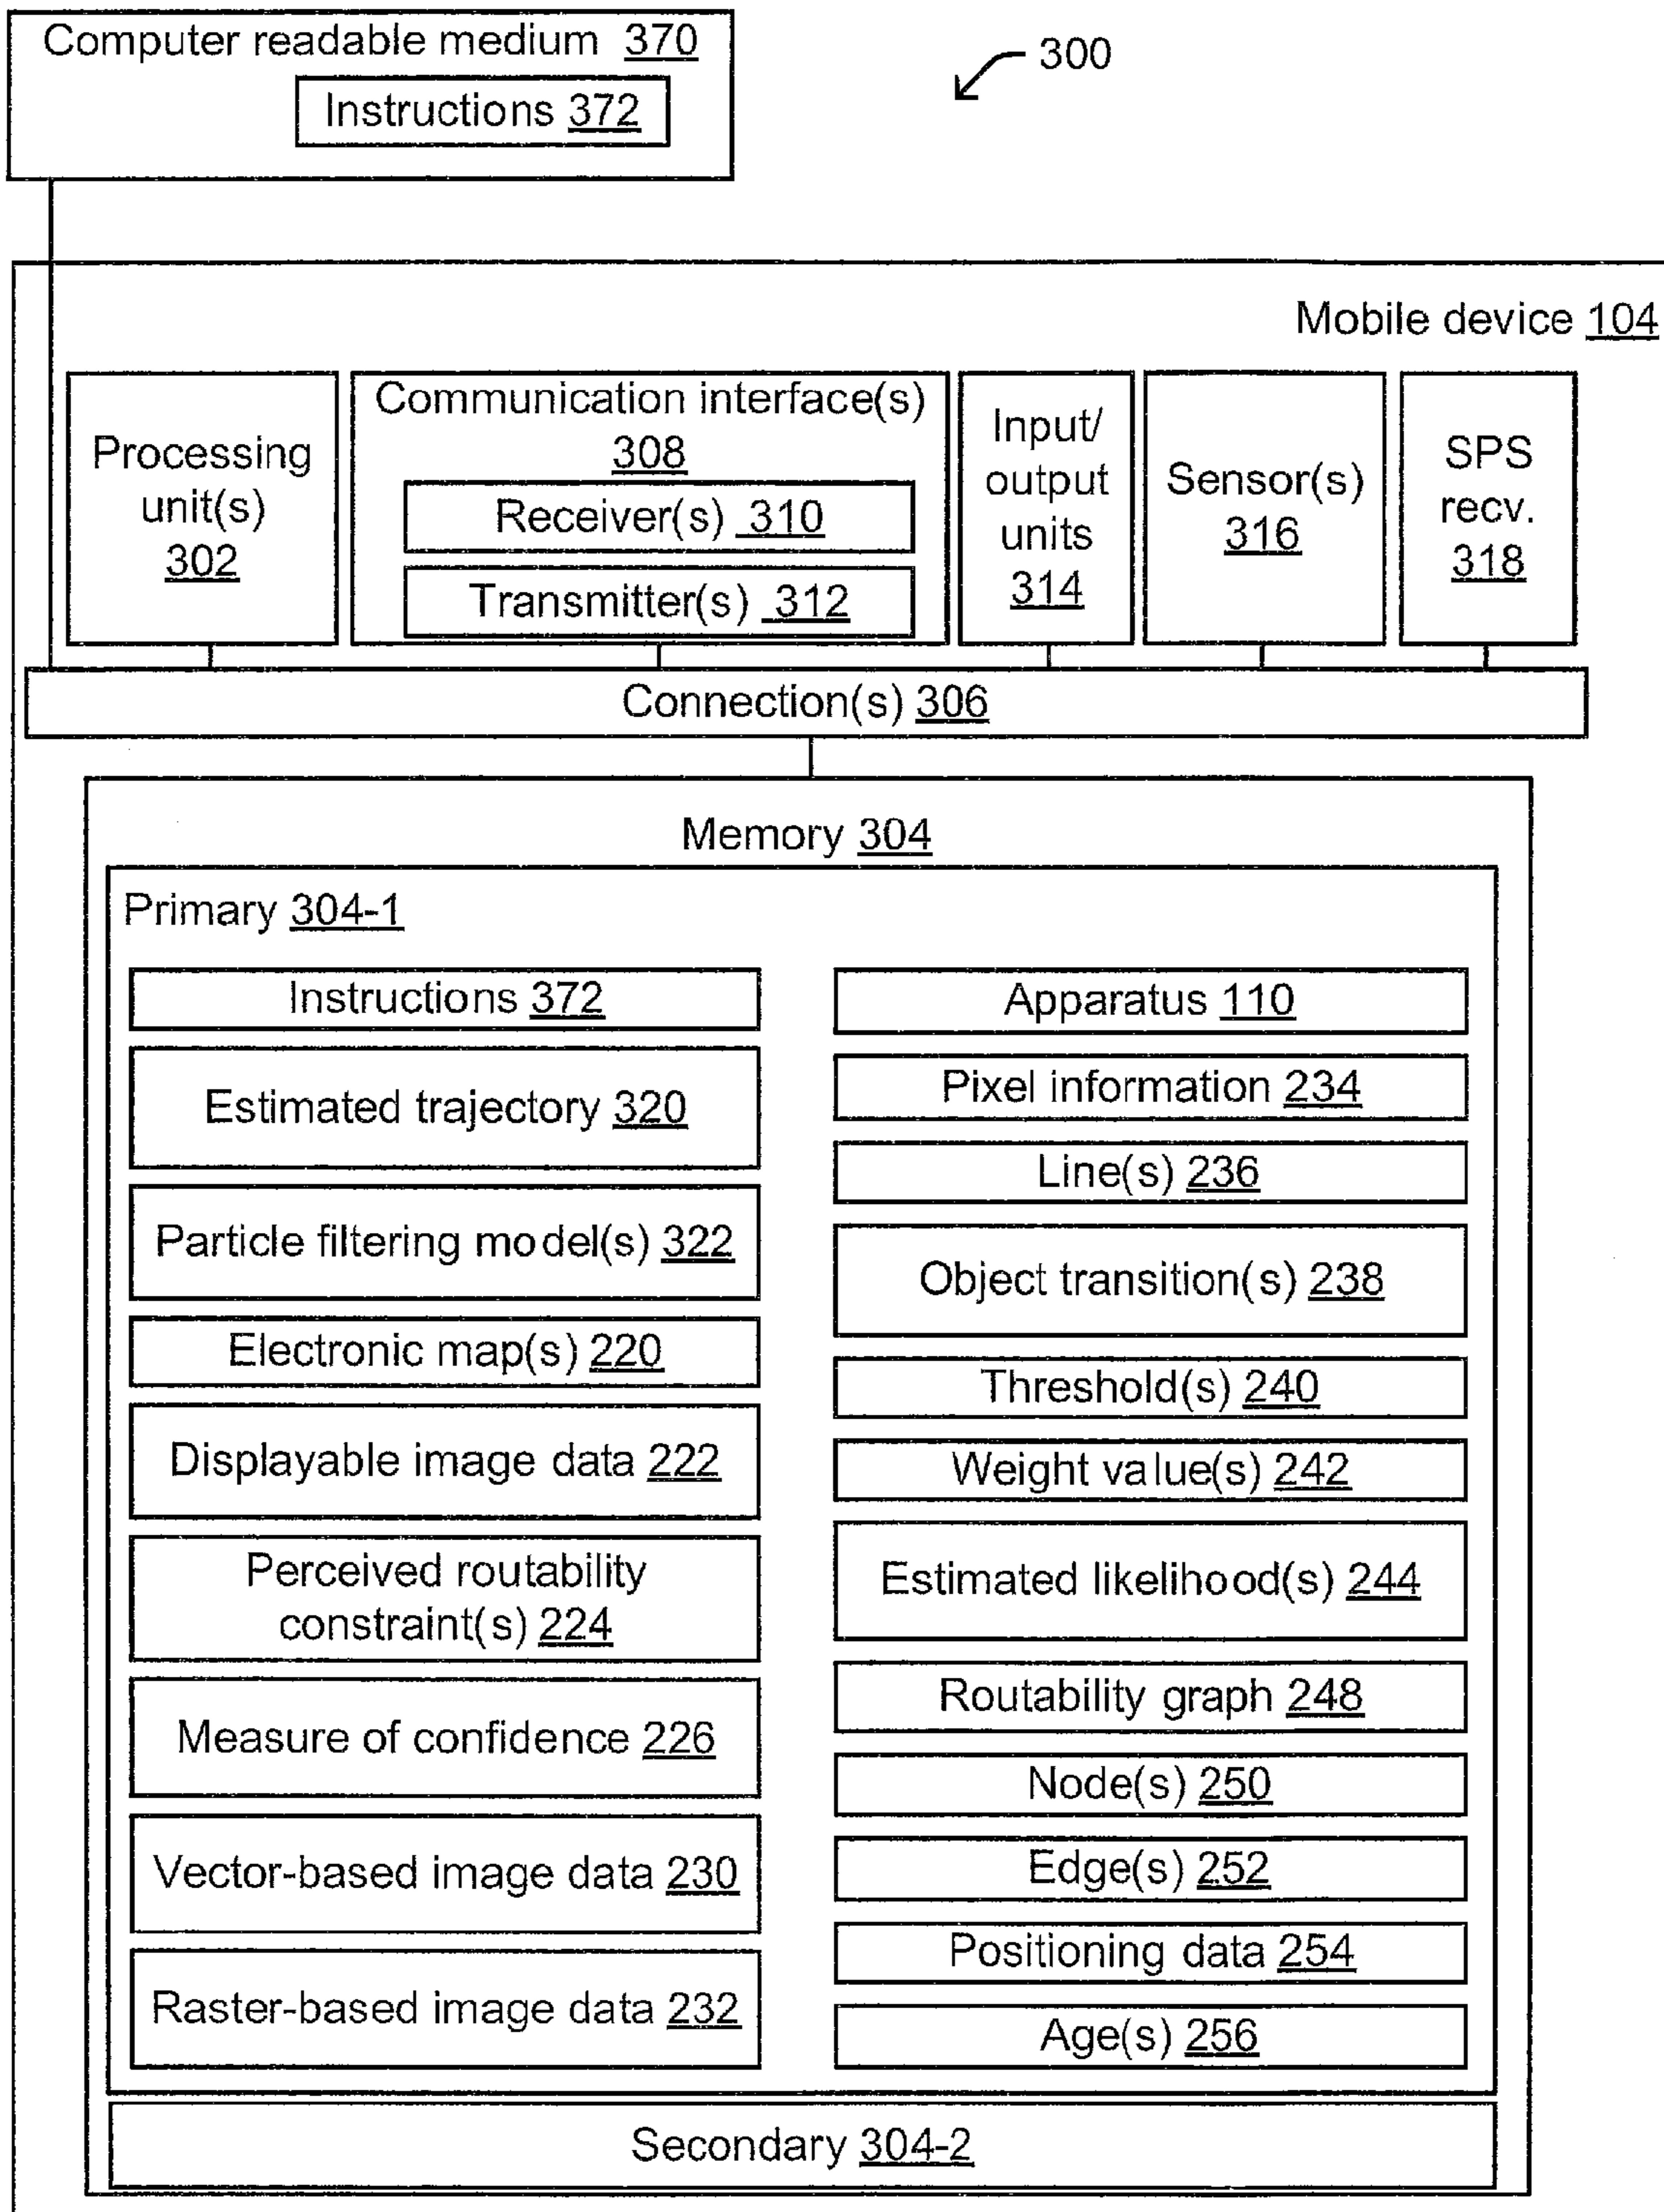 Computer readable medium 370
Instructions 372
300
Mobile device 104
Processing
unit(s)
302
Communication interface(s)
308
Receiver(s) 310
Transmitter(s) 312
Input/
output
units
314
Sensor(s)
316
SPS
recv.
318
Connection(s) 306
Memory 304
Primary 304-1
Instructions 372
Estimated trajectory 320
Particle filtering model(s) 322
Electronic map(s) 220
Displayable image data 222
Perceived routability
constraint(s) 224
Measure of confidence 226
Vector-based image data 230
Raster-based image data 232
Apparatus 110
Pixel information 234
Line(s) 236
Object transition(s) 238
Threshold(s) 240
Weight value(s) 242
Estimated likelihood(s) 244
Routability graph 248
Node(s) 250
Edge(s) 252
Positioning data 254
Age(s) 256
Secondary 304-2